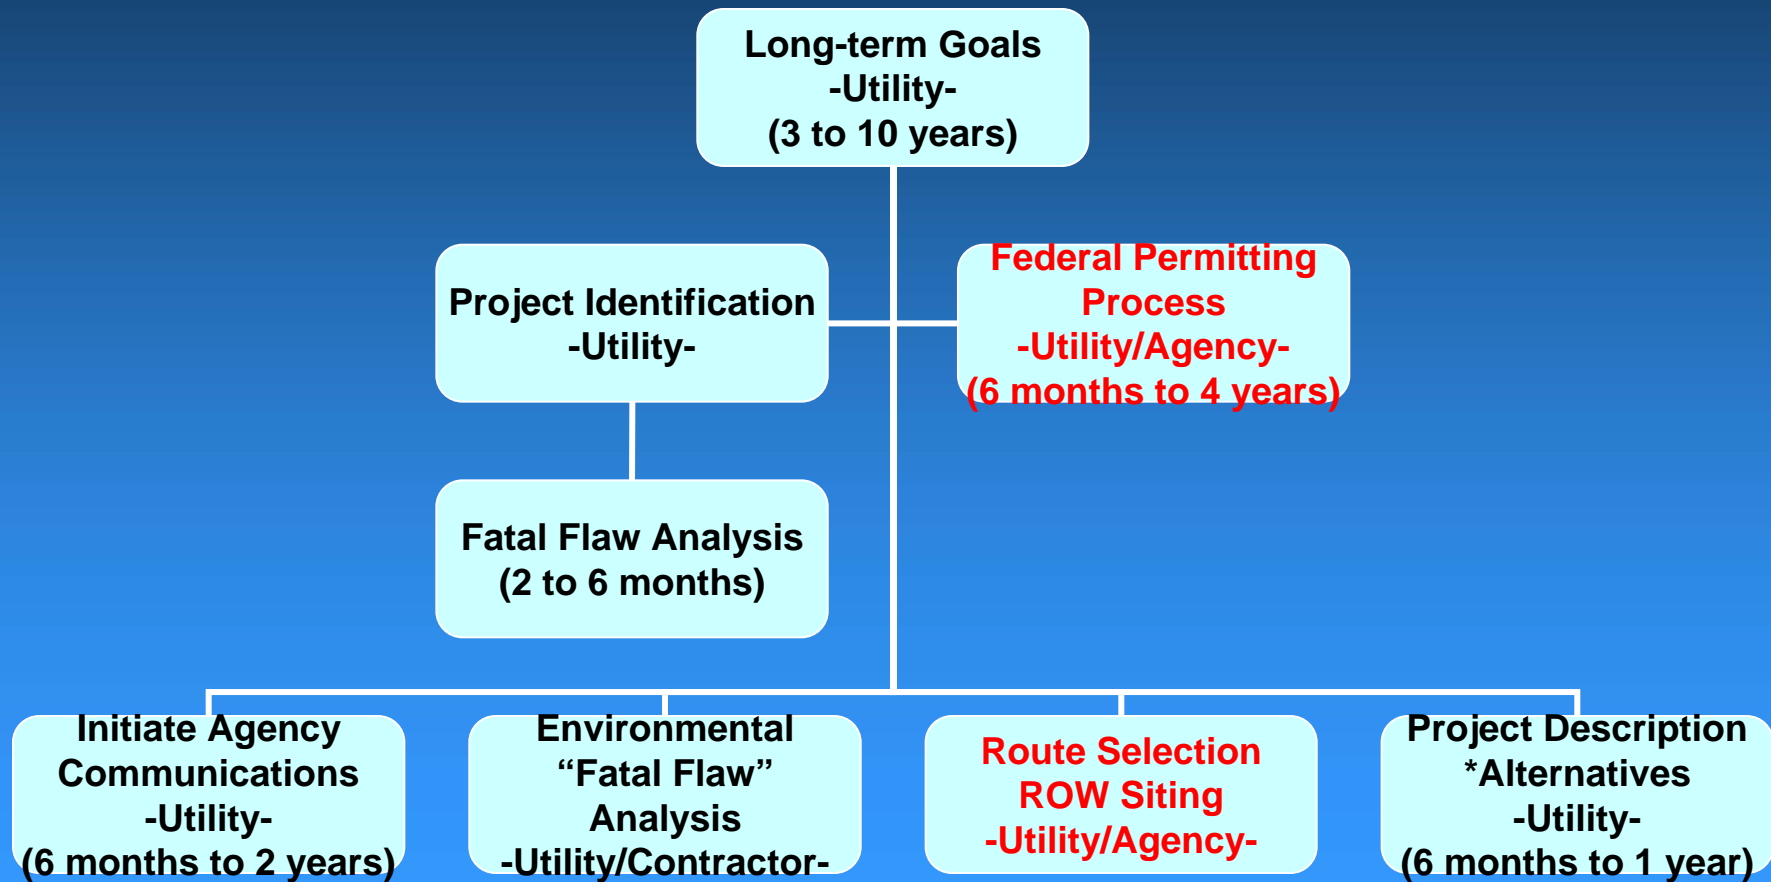 Long-term Goals
-Utility-
(3 to 10 years)
Project Identification
-Utility-
Federal Permitting
Process
-Utility/Agency-
(6 months to 4 years)
Fatal Flaw Analysis
(2 to 6 months)
Initiate Agency
Communications
-Utility-
(6 months to 2 years)
Environmental
“Fatal Flaw”
Analysis
-Utility/Contractor-
Route Selection
ROW Siting
-Utility/Agency-
Project Description
*Alternatives
-Utility-
(6 months to 1 year)